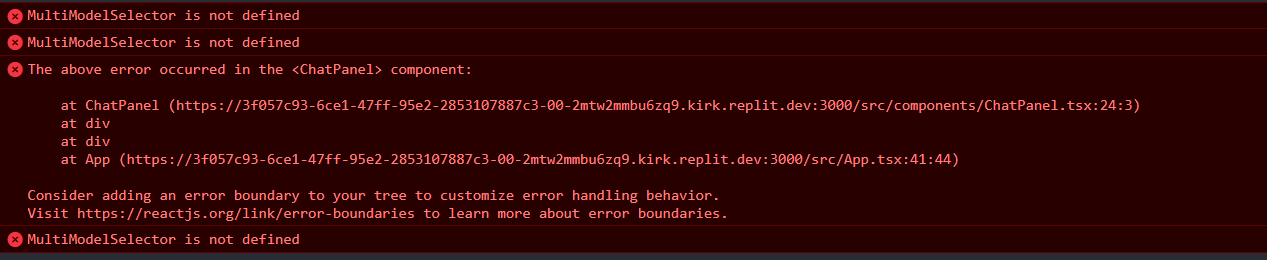 MultiModelSelector is not defined
MultiModelSelector is not defined
The above error occurred in the <ChatPanel> component:
at ChatPanel (https://3f057c93-6ce1-47ff-95e2-2853107887c3-00-2mtw2mmbu6zq9.kirk.replit.dev:3000/src/components/ChatPanel.tsx:24:3)
at div
at div
at App (https://3f057c93-6ce1-47ff-95e2-2853107887c3-00-2mtw2mmbu6zq9.kirk.replit.dev:3000/src/App.tsx:41:44)
Consider adding an error boundary to your tree to customize error handling behavior.
Visit https://reactjs.org/link/error-boundaries to learn more about error boundaries.
MultiModelSelector is not defined